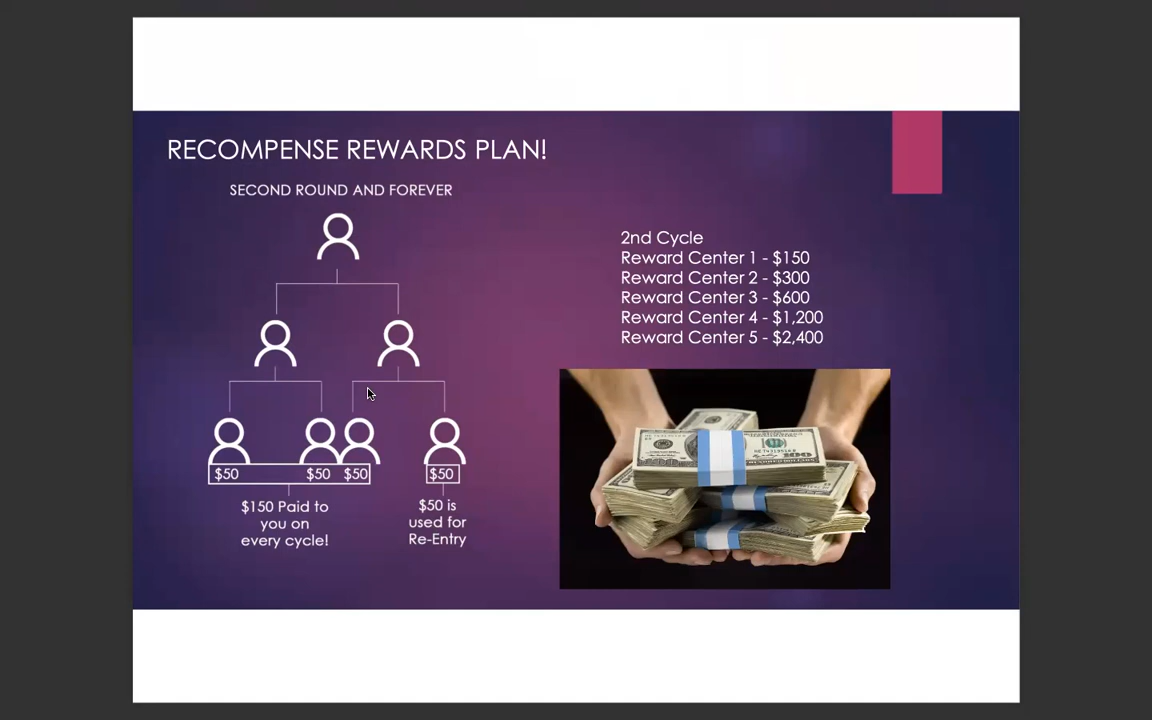 RECOMPENSE REWARDS PLAN!
SECOND ROUND AND FOREVER
$50 $50 $50 $50
$150 Paid to
you on
every cycle!
$50 is
used for
Re-Entry
2nd Cycle
Reward Center 1 - $150
Reward Center 2 - $300
Reward Center 3 - $600
Reward Center 4 - $1,200
Reward Center 5 - $2,400
100